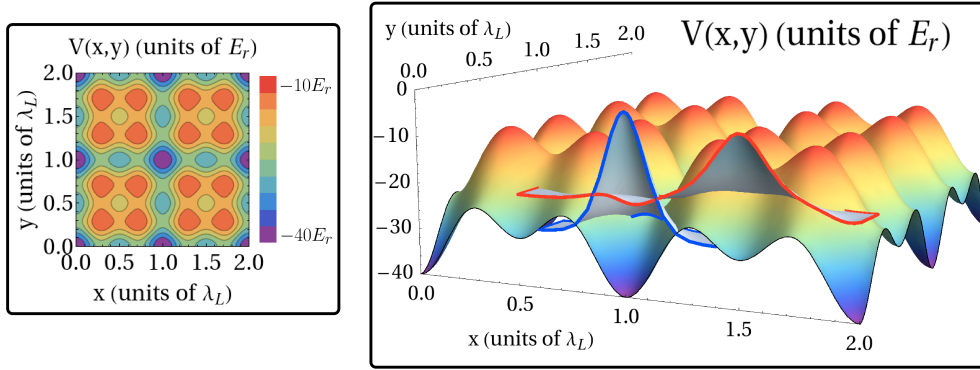 V(x,y) (units of E_r)
2.0
1.5
1.0
0.5
0.0
y (units of λ_L)
0.0 0.5 1.0 1.5 2.0
x (units of λ_L)
−10E_r
−40E_r
V(x,y) (units of E_r)
y (units of λ_L)
0.0 0.5 1.0 1.5 2.0
0
−10
−20
−30
−40
0.0 0.5 1.0 1.5 2.0
x (units of λ_L)